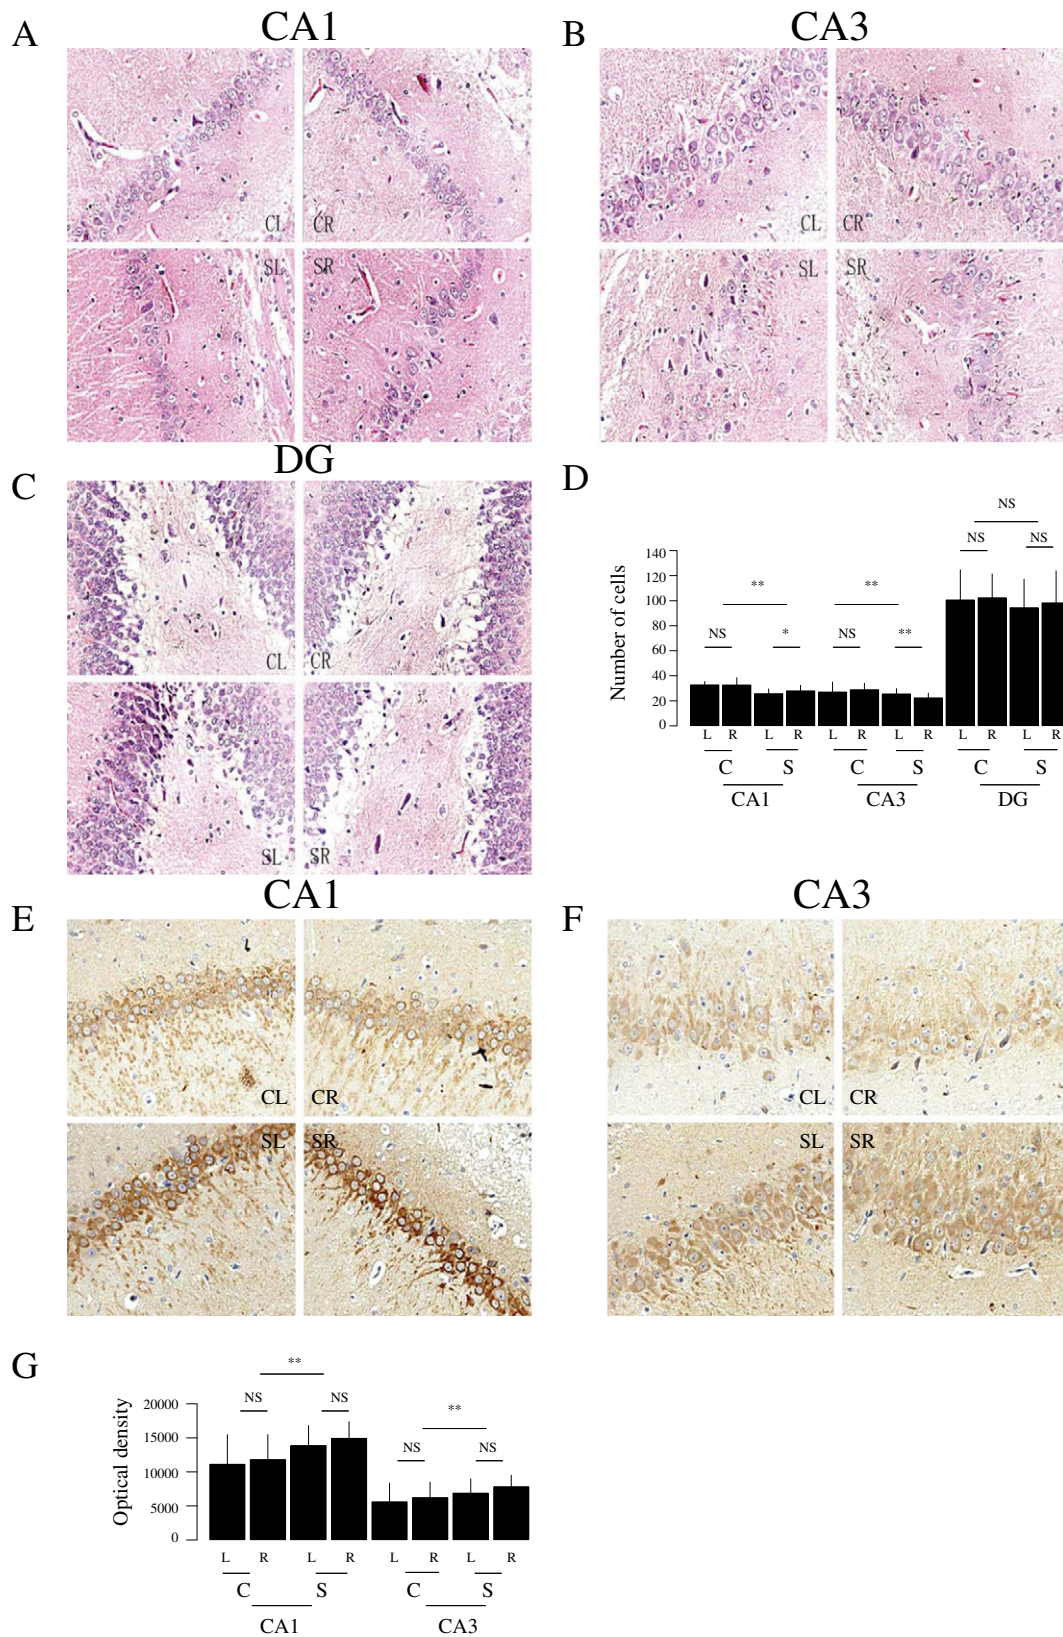 A
CA1
CL
CR
SL
SR
B
CA3
CL
CR
SL
SR
C
DG
CL
CR
SL
SR
D
NS
NS NS
** **
NS * NS **
Number of cells
140
120
100
80
60
40
20
0
L R L R L R L R L R L R
C S C S C S
CA1 CA3 DG
E
CA1
CL
CR
SL
SR
F
CA3
CL
CR
SL
SR
G
**
NS NS
**
NS NS
Optical density
20000
15000
10000
5000
0
L R L R L R L R
C S C S
CA1 CA3